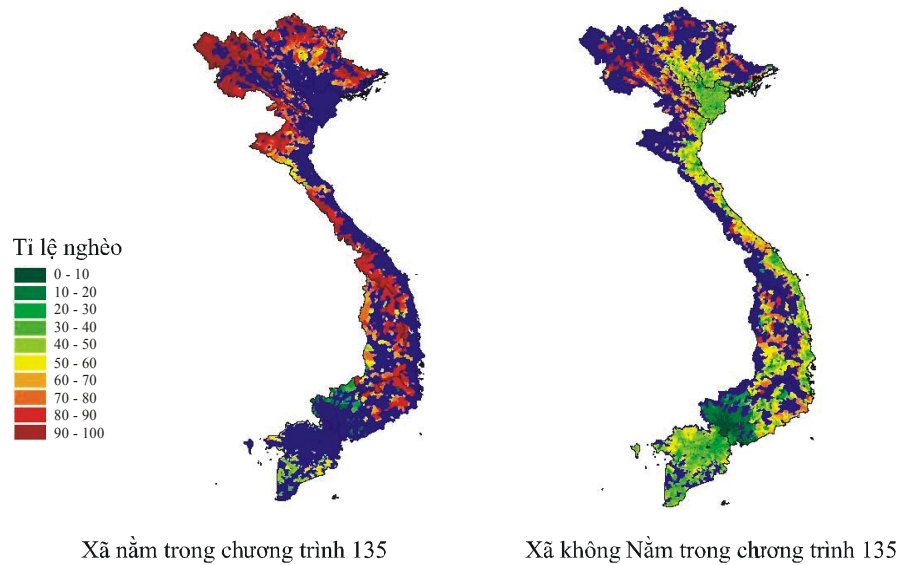 Tỉ lệ nghèo
0 - 10
10 - 20
20 - 30
30 - 40
40 - 50
50 - 60
60 - 70
70 - 80
80 - 90
90 - 100
Xã nằm trong chương trình 135
Xã không Nằm trong chương trình 135